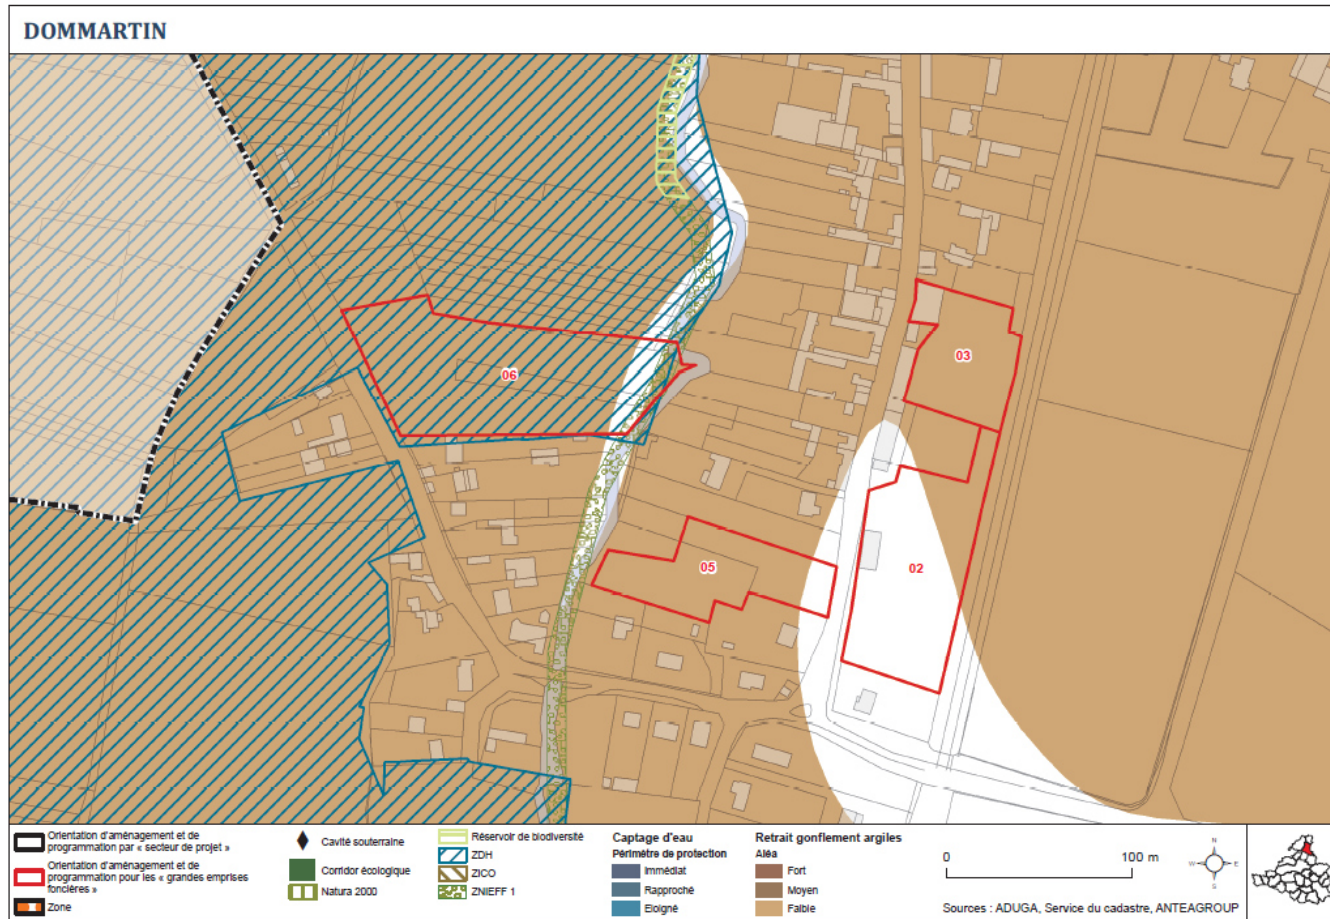 DOMMARTIN
06
03
02
05
Orientation d'aménagement et de
programmation par « secteur de projet »
Orientation d'aménagement et de
programmation pour les « grandes emprises
foncières »
Zone
Cavité souterraine
Corridor écologique
Natura 2000
Réservoir de biodiversité
ZDH
ZICO
ZNIEFF 1
Captage d'eau
Périmètre de protection
Immédiat
Rapproché
Eloigné
Retrait gonflement argiles
Aléa
Fort
Moyen
Faible
0 100 m
N
W E
S
Sources : ADUGA, Service du cadastre, ANTEAGROUP